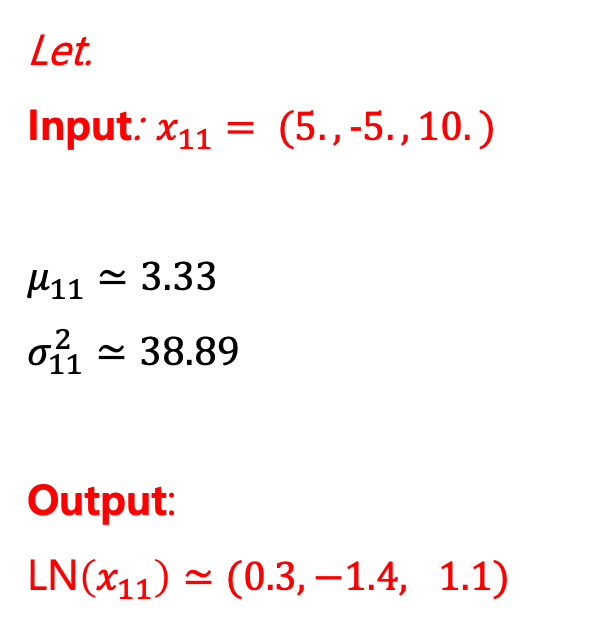 Let.
Input: x₁₁ = (5., -5., 10. )
μ₁₁ ≃ 3.33
σ²₁₁ ≃ 38.89
Output:
LN(x₁₁) ≃ (0.3, −1.4, 1.1)